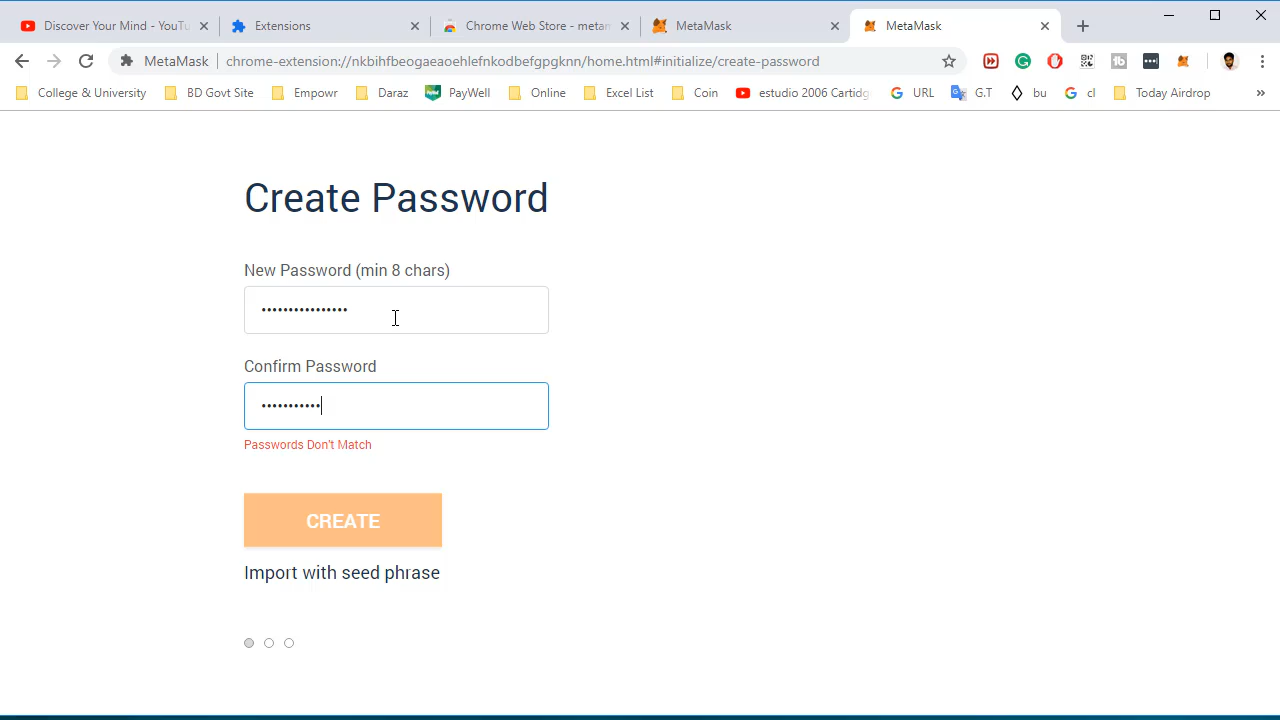 Discover Your Mind - YouTu
Extensions
Chrome Web Store - metam
MetaMask
MetaMask
MetaMask
chrome-extension://nkbihfbeogaeaoehlefnkodbefgpgknn/home.html#initialize/create-password
College & University
BD Govt Site
Empowr
Daraz
PayWell
Online
Excel List
Coin
estudio 2006 Cartidg
URL
G.T
bu
cl
Today Airdrop
»
Create Password
New Password (min 8 chars)
••••••••••••••••
Confirm Password
•••••••••••
Passwords Don't Match
CREATE
Import with seed phrase